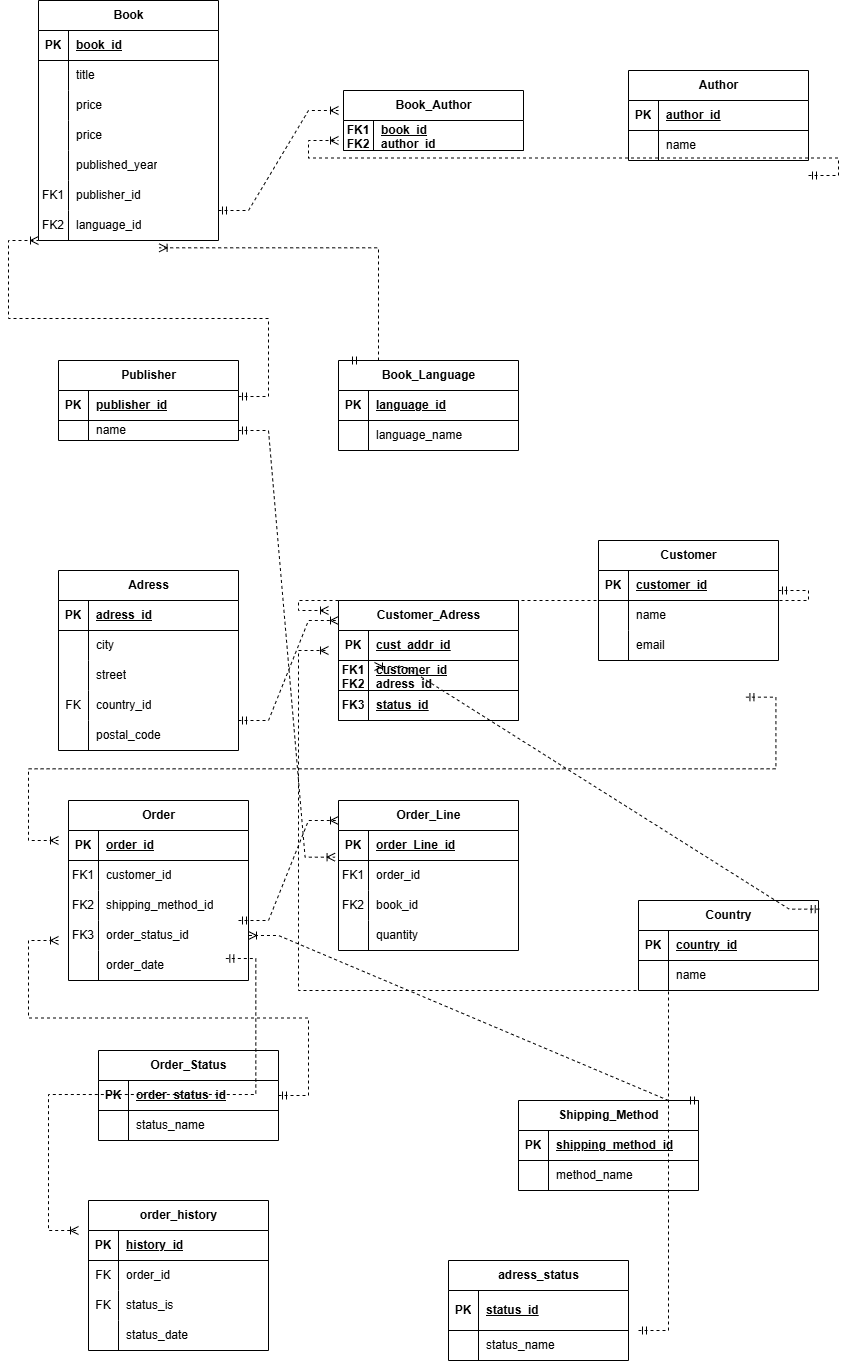 Book
PK book_id
title
price
price
published_year
FK1 publisher_id
FK2 language_id
Book_Author
FK1 book_id
FK2 author_id
Author
PK author_id
name
Publisher
PK publisher_id
name
Book_Language
PK language_id
language_name
Adress
PK adress_id
city
street
FK country_id
postal_code
Customer_Adress
PK cust_addr_id
FK1 customer_id
FK2 adress_id
FK3 status_id
Customer
PK customer_id
name
email
Order
PK order_id
FK1 customer_id
FK2 shipping_method_id
FK3 order_status_id
order_date
Order_Line
PK order_Line_id
FK1 order_id
FK2 book_id
quantity
Country
PK country_id
name
Order_Status
PK order_status_id
status_name
Shipping_Method
PK shipping_method_id
method_name
order_history
PK history_id
FK order_id
FK status_is
status_date
adress_status
PK status_id
status_name